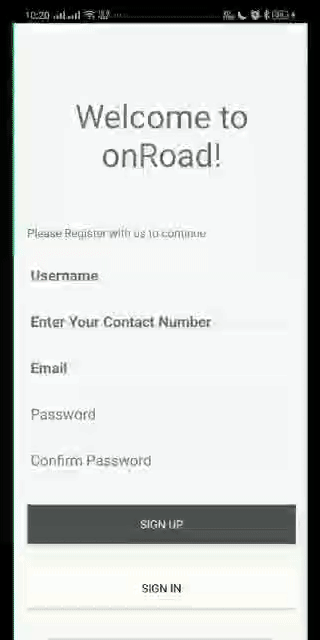 10:20
Welcome to
onRoad!
Please Register with us to continue
Username
Enter Your Contact Number
Email
Password
Confirm Password
SIGN UP
SIGN IN